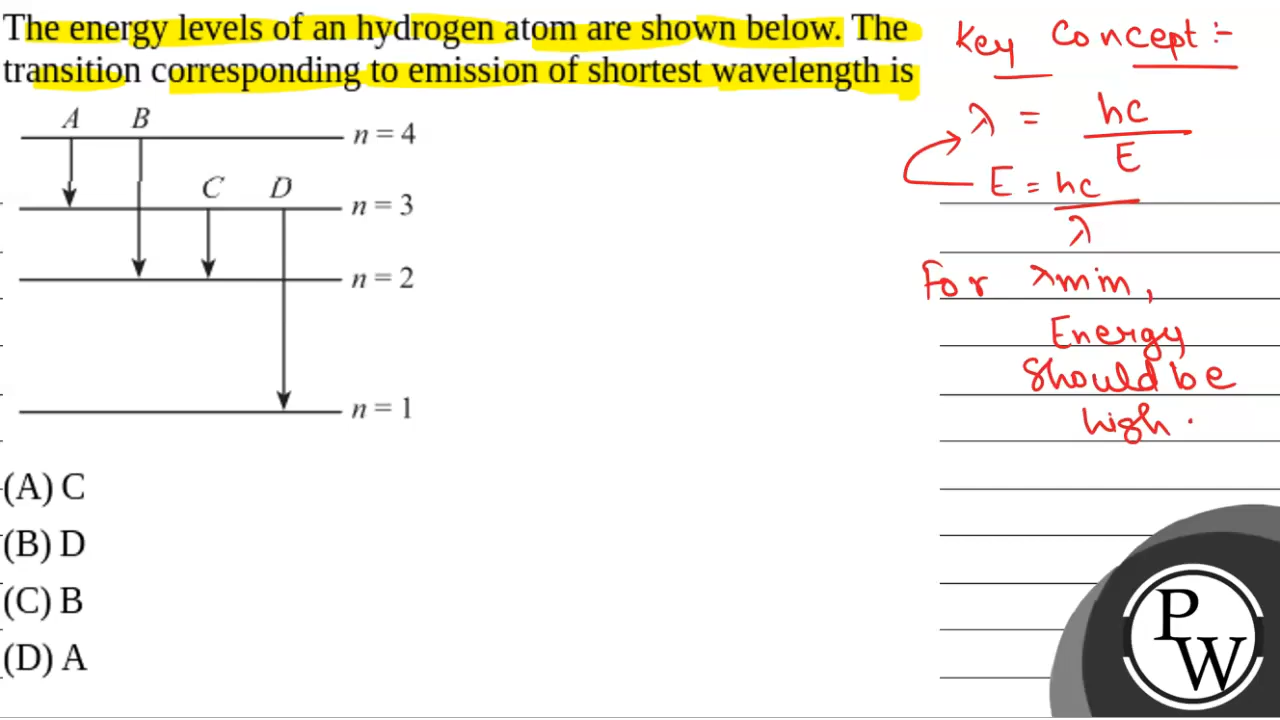 The energy levels of an hydrogen atom are shown below. The
transition corresponding to emission of shortest wavelength is
A B
n = 4
C D
n = 3
n = 2
n = 1
(A) C
(B) D
(C) B
(D) A
Key Concept :-
λ = hc
E
E = hc
λ
For λmin,
Energy
Should be
high.
P
W